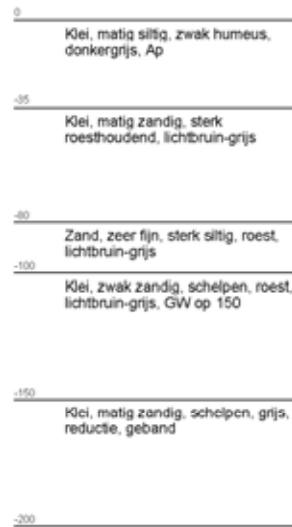 0
Klei, matig siltig, zwak humeus,
donkergrijs, Ap
-35
Klei, matig zandig, sterk
roesthoudend, lichtbruin-grijs
-80
Zand, zeer fijn, sterk siltig, roest,
lichtbruin-grijs
-100
Klei, zwak zandig, schelpen, roest,
lichtbruin-grijs, GW op 150
-150
Klei, matig zandig, schelpen, grijs,
reductie, geband
-200